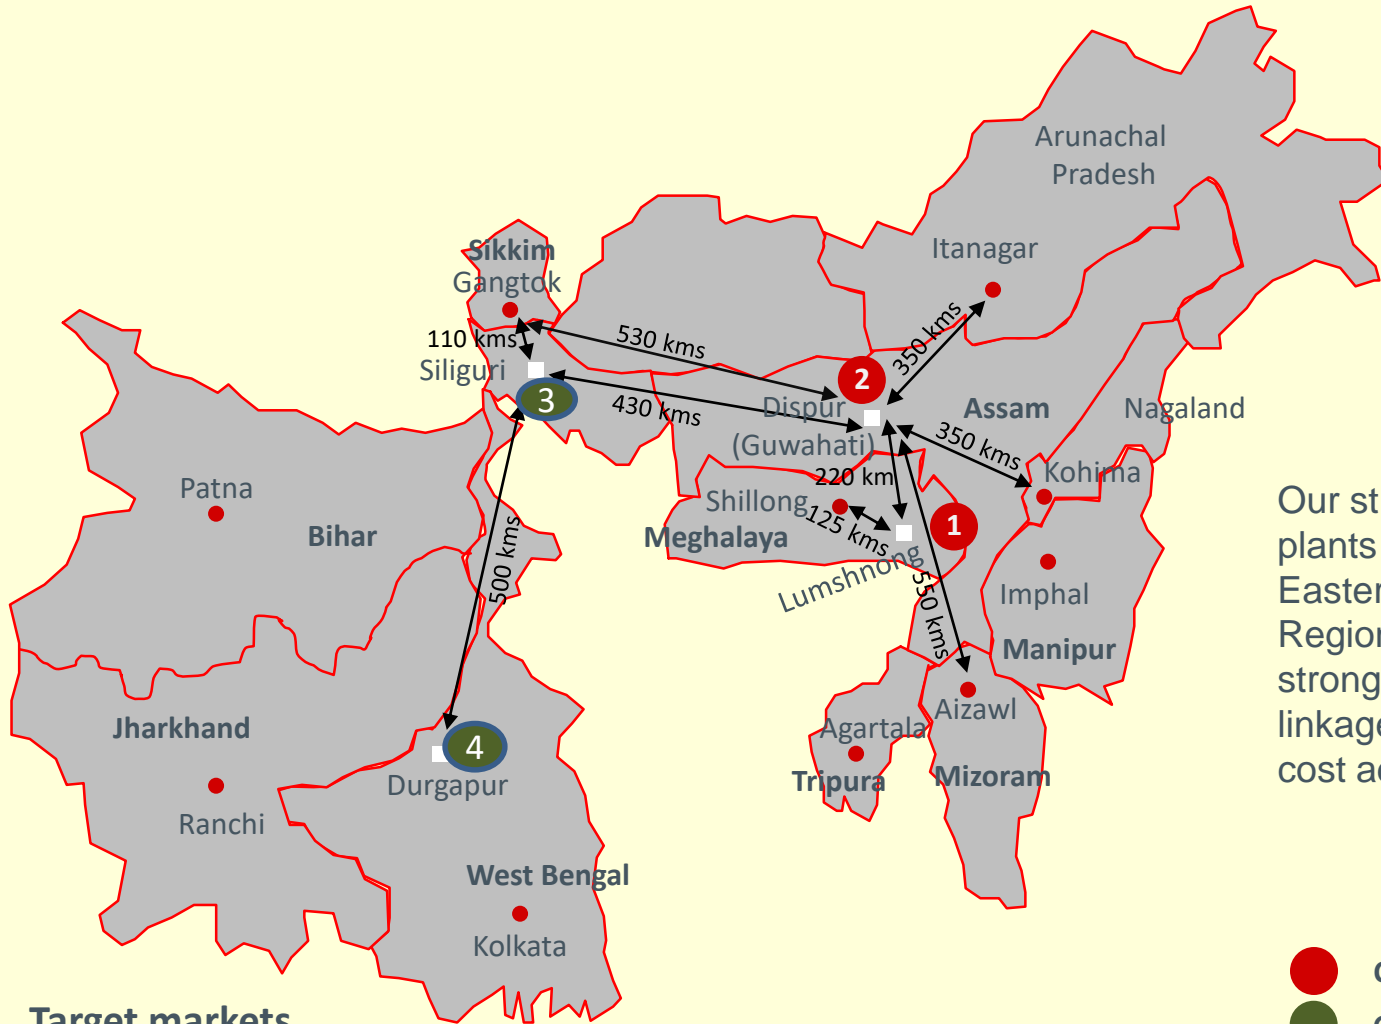 Arunachal
Pradesh
Itanagar
Sikkim
Gangtok
110 kms
530 kms
350 kms
Siliguri
2
3
430 kms
Dispur
(Guwahati)
Assam
Nagaland
350 kms
Kohima
220 km
Patna
Shillong
125 kms
1
Bihar
Meghalaya
500 kms
Lumshnong
550 kms
Imphal
Manipur
Jharkhand
Aizawl
Agartala
4
Durgapur
Tripura
Mizoram
Ranchi
West Bengal
Kolkata
Our st
plants
Easter
Region
strong
linkage
cost a
Target markets